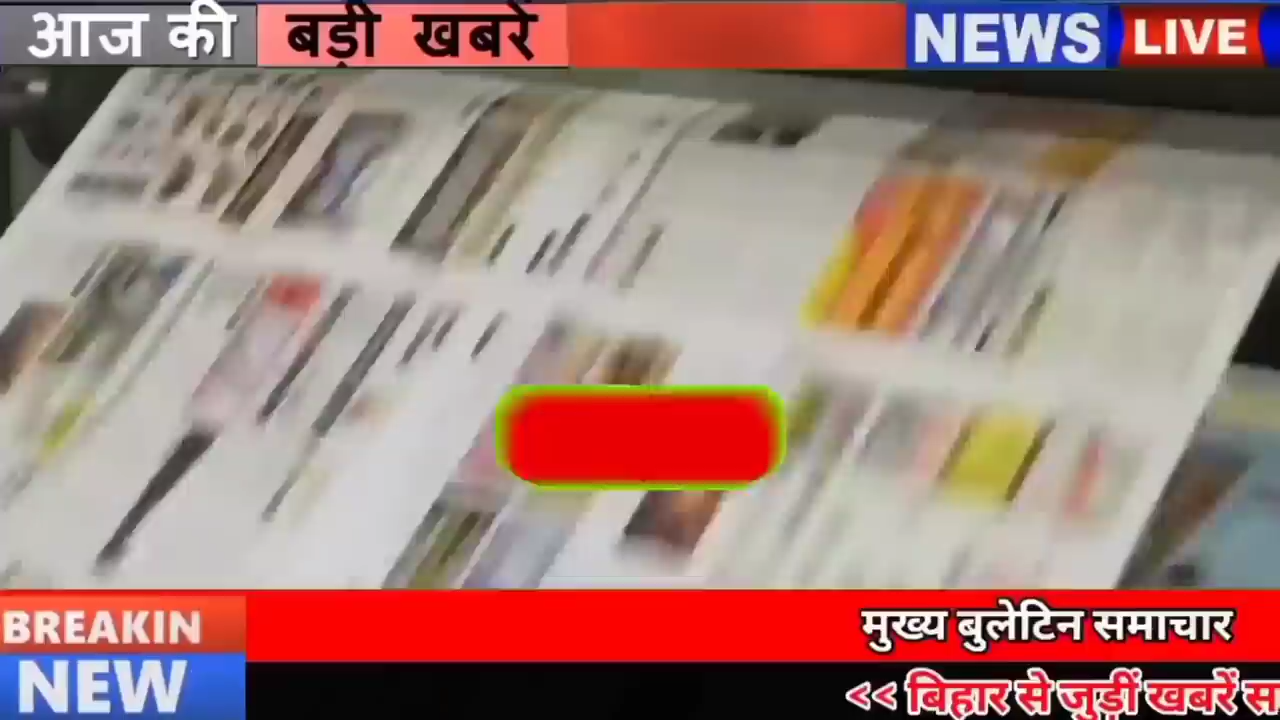 आज की बड़ी खबरें NEWS LIVE
BREAKIN मुख्य बुलेटिन समाचार
NEW << बिहार से जुड़ीं खबरें